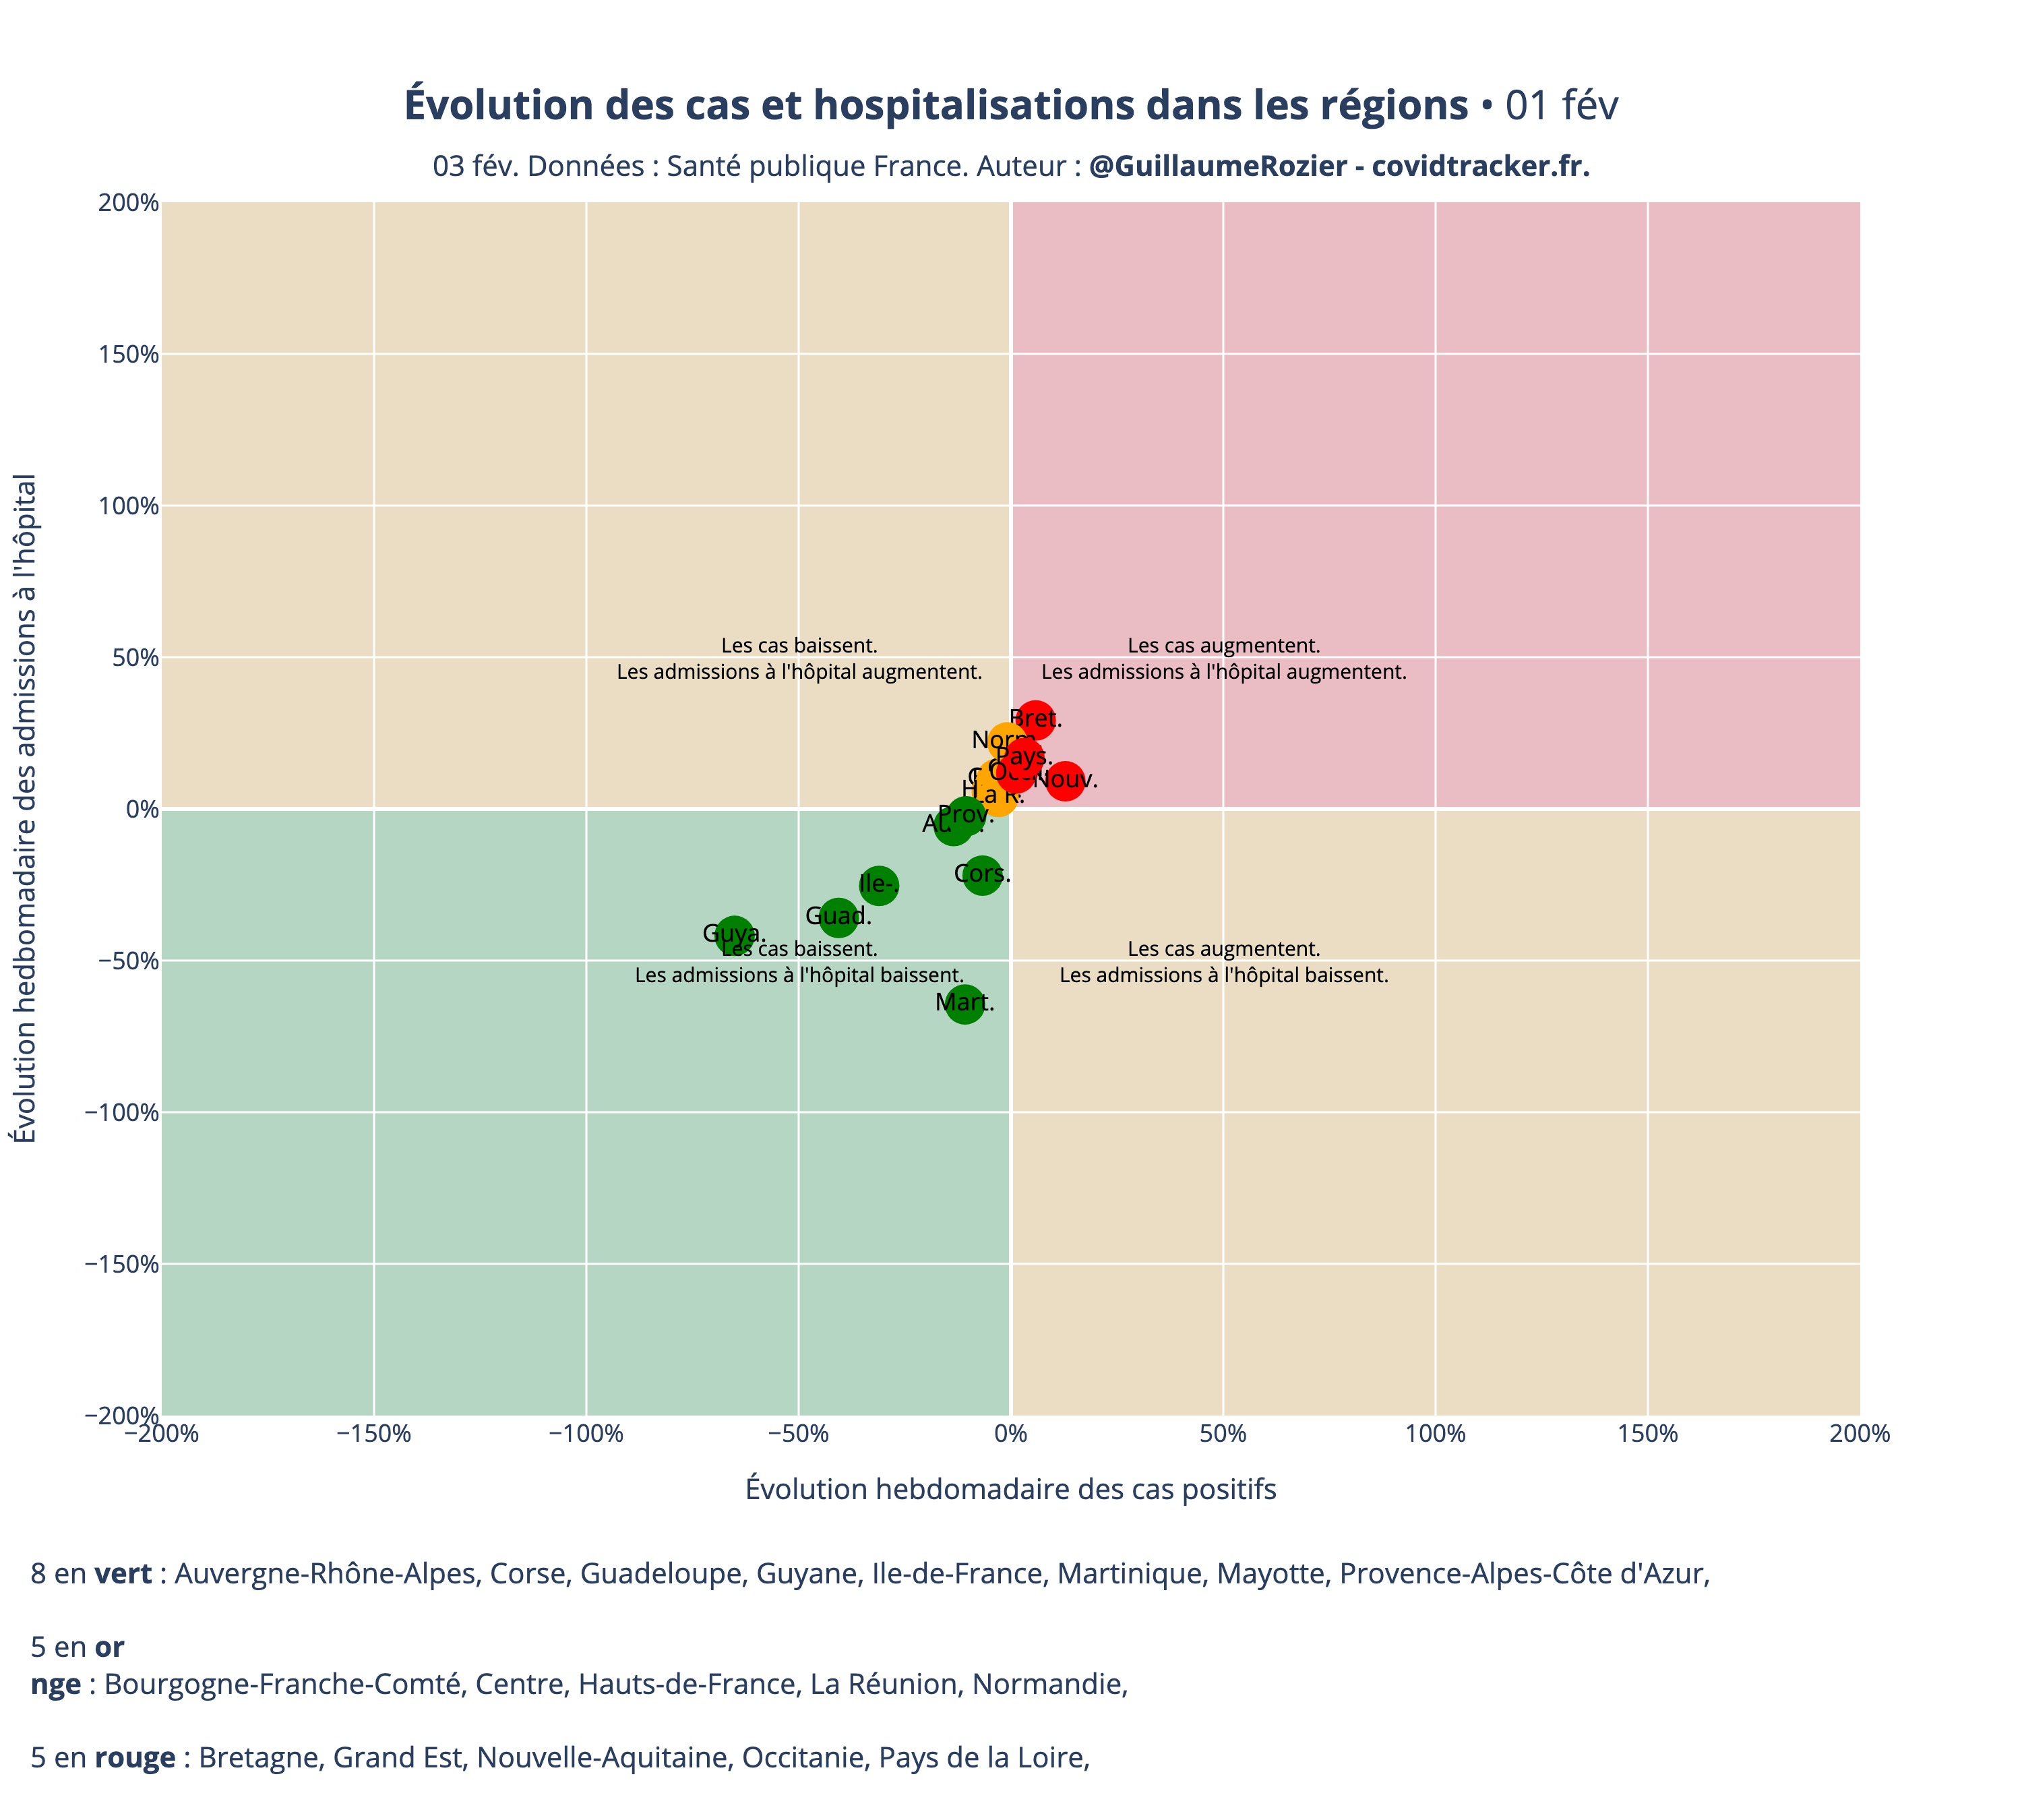 Évolution des cas et hospitalisations dans les régions • 01 fév
03 fév. Données : Santé publique France. Auteur : @GuillaumeRozier - covidtracker.fr.
Évolution hedbomadaire des admissions à l'hôpital
200%
150%
100%
50%
0%
−50%
−100%
−150%
−200%
Les cas baissent.
Les admissions à l'hôpital augmentent.
Les cas augmentent.
Les admissions à l'hôpital augmentent.
Bret.
Norm.
Pays.
Nouv.
La R.
Prov.
Cors.
Ile-.
Guad.
Guya.
Les cas baissent.
Les admissions à l'hôpital baissent.
Les cas augmentent.
Les admissions à l'hôpital baissent.
Mart.
−200%
−150%
−100%
−50%
0%
50%
100%
150%
200%
Évolution hebdomadaire des cas positifs
8 en vert : Auvergne-Rhône-Alpes, Corse, Guadeloupe, Guyane, Ile-de-France, Martinique, Mayotte, Provence-Alpes-Côte d'Azur,
5 en or
nge : Bourgogne-Franche-Comté, Centre, Hauts-de-France, La Réunion, Normandie,
5 en rouge : Bretagne, Grand Est, Nouvelle-Aquitaine, Occitanie, Pays de la Loire,